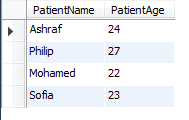 PatientName PatientAge
Ashraf 24
Philip 27
Mohamed 22
Sofia 23